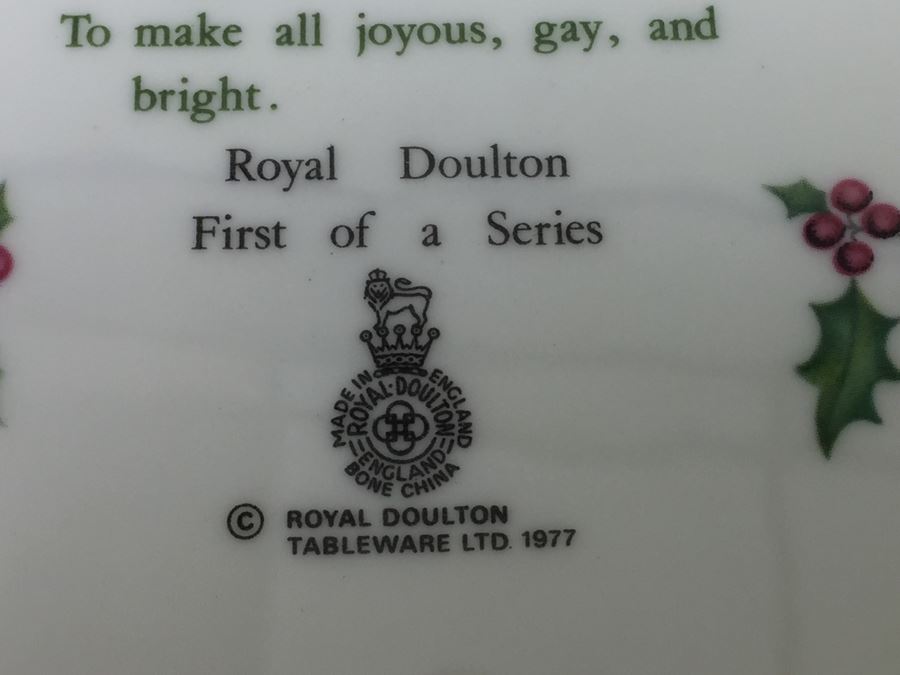 To make all joyous, gay, and
bright.
Royal Doulton
First of a Series
MADE IN ENGLAND
ROYAL·DOULTON
ENGLAND
BONE CHINA
© ROYAL DOULTON
TABLEWARE LTD. 1977